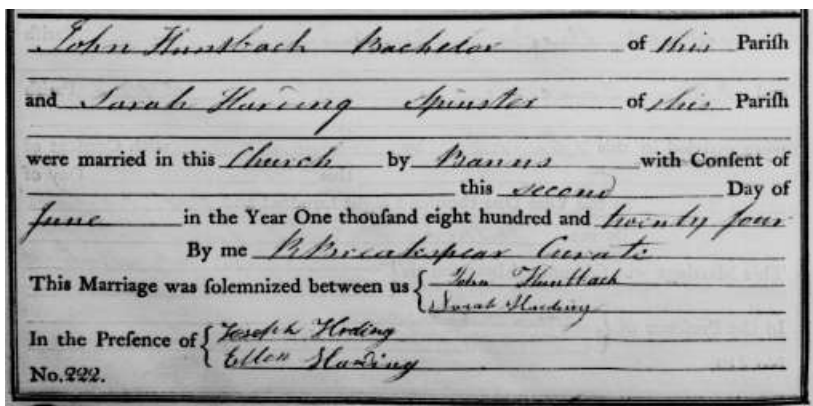 John Hunsbach Bachelor of this Pariſh
and Sarah Harding Spinster of this Pariſh
were married in this Church by Banns with Conſent of
this second Day of
June in the Year One thouſand eight hundred and twenty four
By me Breakspear Curate
This Marriage was ſolemnized between us { John Huntbach
Sarah Harding
In the Preſence of { Joseph Hrding
Ellen Harding
No. 222.